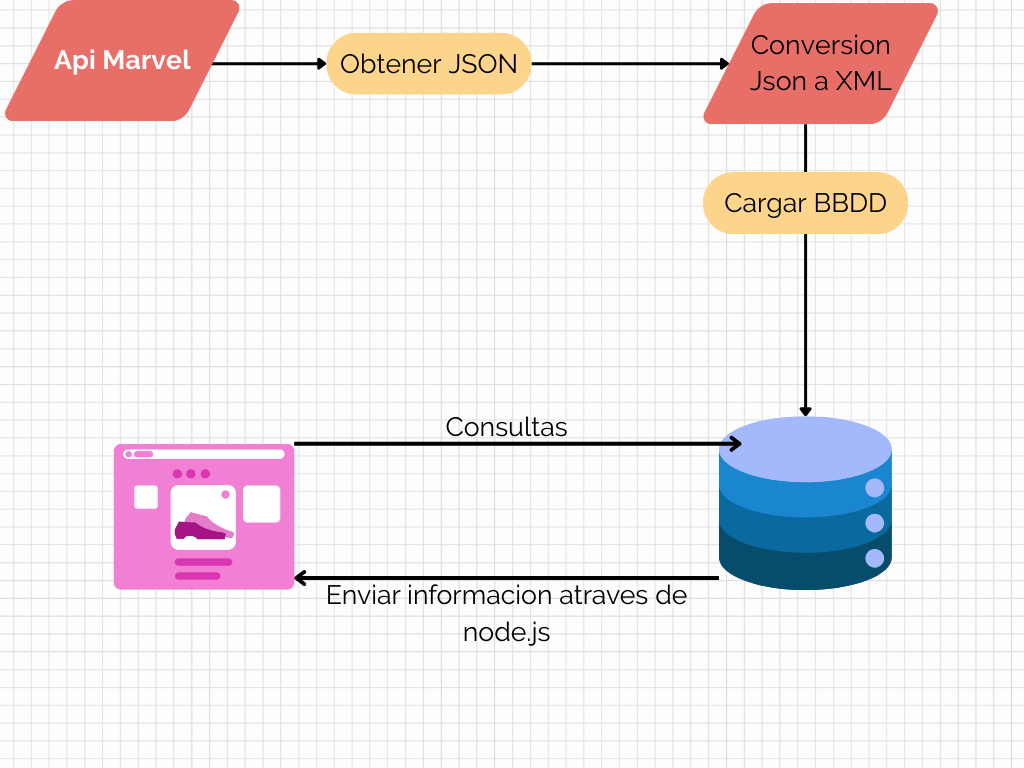 Api Marvel
Obtener JSON
Conversion
Json a XML
Cargar BBDD
Consultas
Enviar informacion atraves de
node.js